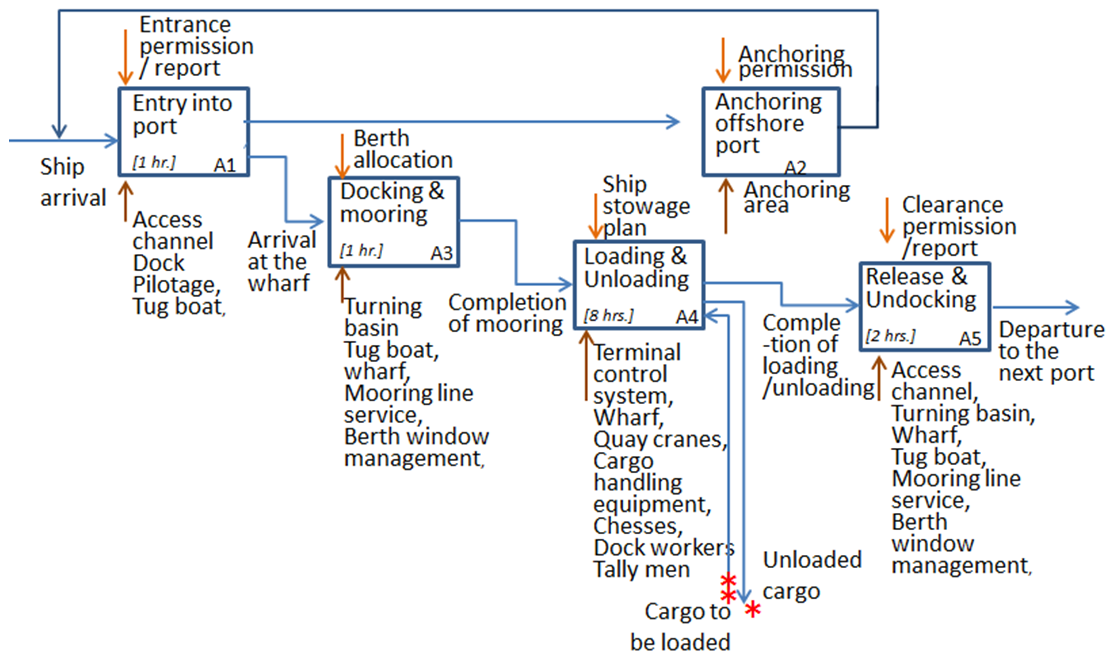 Entrance
permission
/ report
Entry into
port
[1 hr.] A1
Ship
arrival
Access
channel
Dock
Pilotage,
Tug boat,
Arrival
at the
wharf
Berth
allocation
Docking &
mooring
[1 hr.] A3
Turning
basin
Tug boat,
wharf,
Mooring line
service,
Berth window
management,
Completion
of mooring
Ship
stowage
plan
Loading &
Unloading
[8 hrs.] A4
Terminal
control
system,
Wharf,
Quay cranes,
Cargo
handling
equipment,
Chesses,
Dock workers
Tally men
**
*
Cargo to
be loaded
Unloaded
cargo
Anchoring
permission
Anchoring
offshore
port
A2
Anchoring
area
Comple
-tion of
loading
/unloading
Clearance
permission
/report
Release &
Undocking
[2 hrs.] A5
Access
channel,
Turning basin,
Wharf,
Tug boat,
Mooring line
service,
Berth
window
management,
Departure
to the
next port